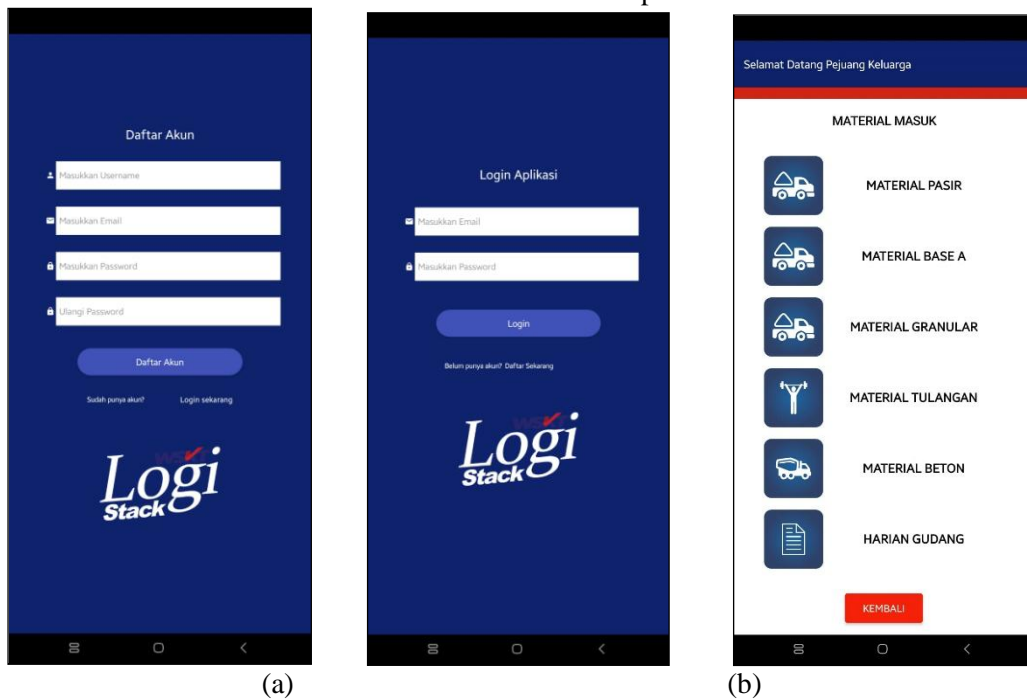 Daftar Akun
Masukkan Username
Masukkan Email
Masukkan Password
Ulangi Password
Daftar Akun
Sudah punya akun? Login sekarang
Logi
Stack
(a)
Login Aplikasi
Masukkan Email
Masukkan Password
Login
Belum punya akun? Daftar Sekarang
Logi
Stack
Selamat Datang Pejuang Keluarga
MATERIAL MASUK
MATERIAL PASIR
MATERIAL BASE A
MATERIAL GRANULAR
MATERIAL TULANGAN
MATERIAL BETON
HARIAN GUDANG
KEMBALI
(b)